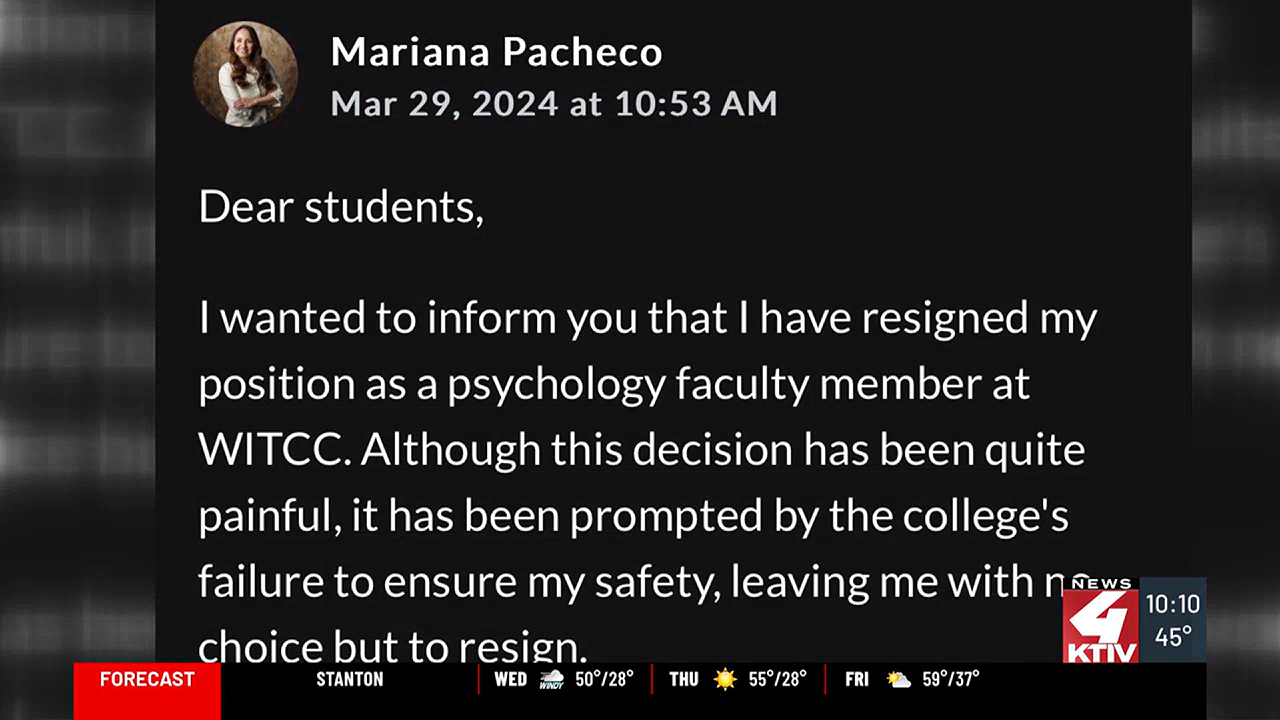 Mariana Pacheco
Mar 29, 2024 at 10:53 AM
Dear students,
I wanted to inform you that I have resigned my
position as a psychology faculty member at
WITCC. Although this decision has been quite
painful, it has been prompted by the college's
failure to ensure my safety, leaving me with
choice but to resign.
NEWS
4
KTIV
10:10
45°
FORECAST STANTON WED WINDY 50°/28° THU 55°/28° FRI 59°/37°